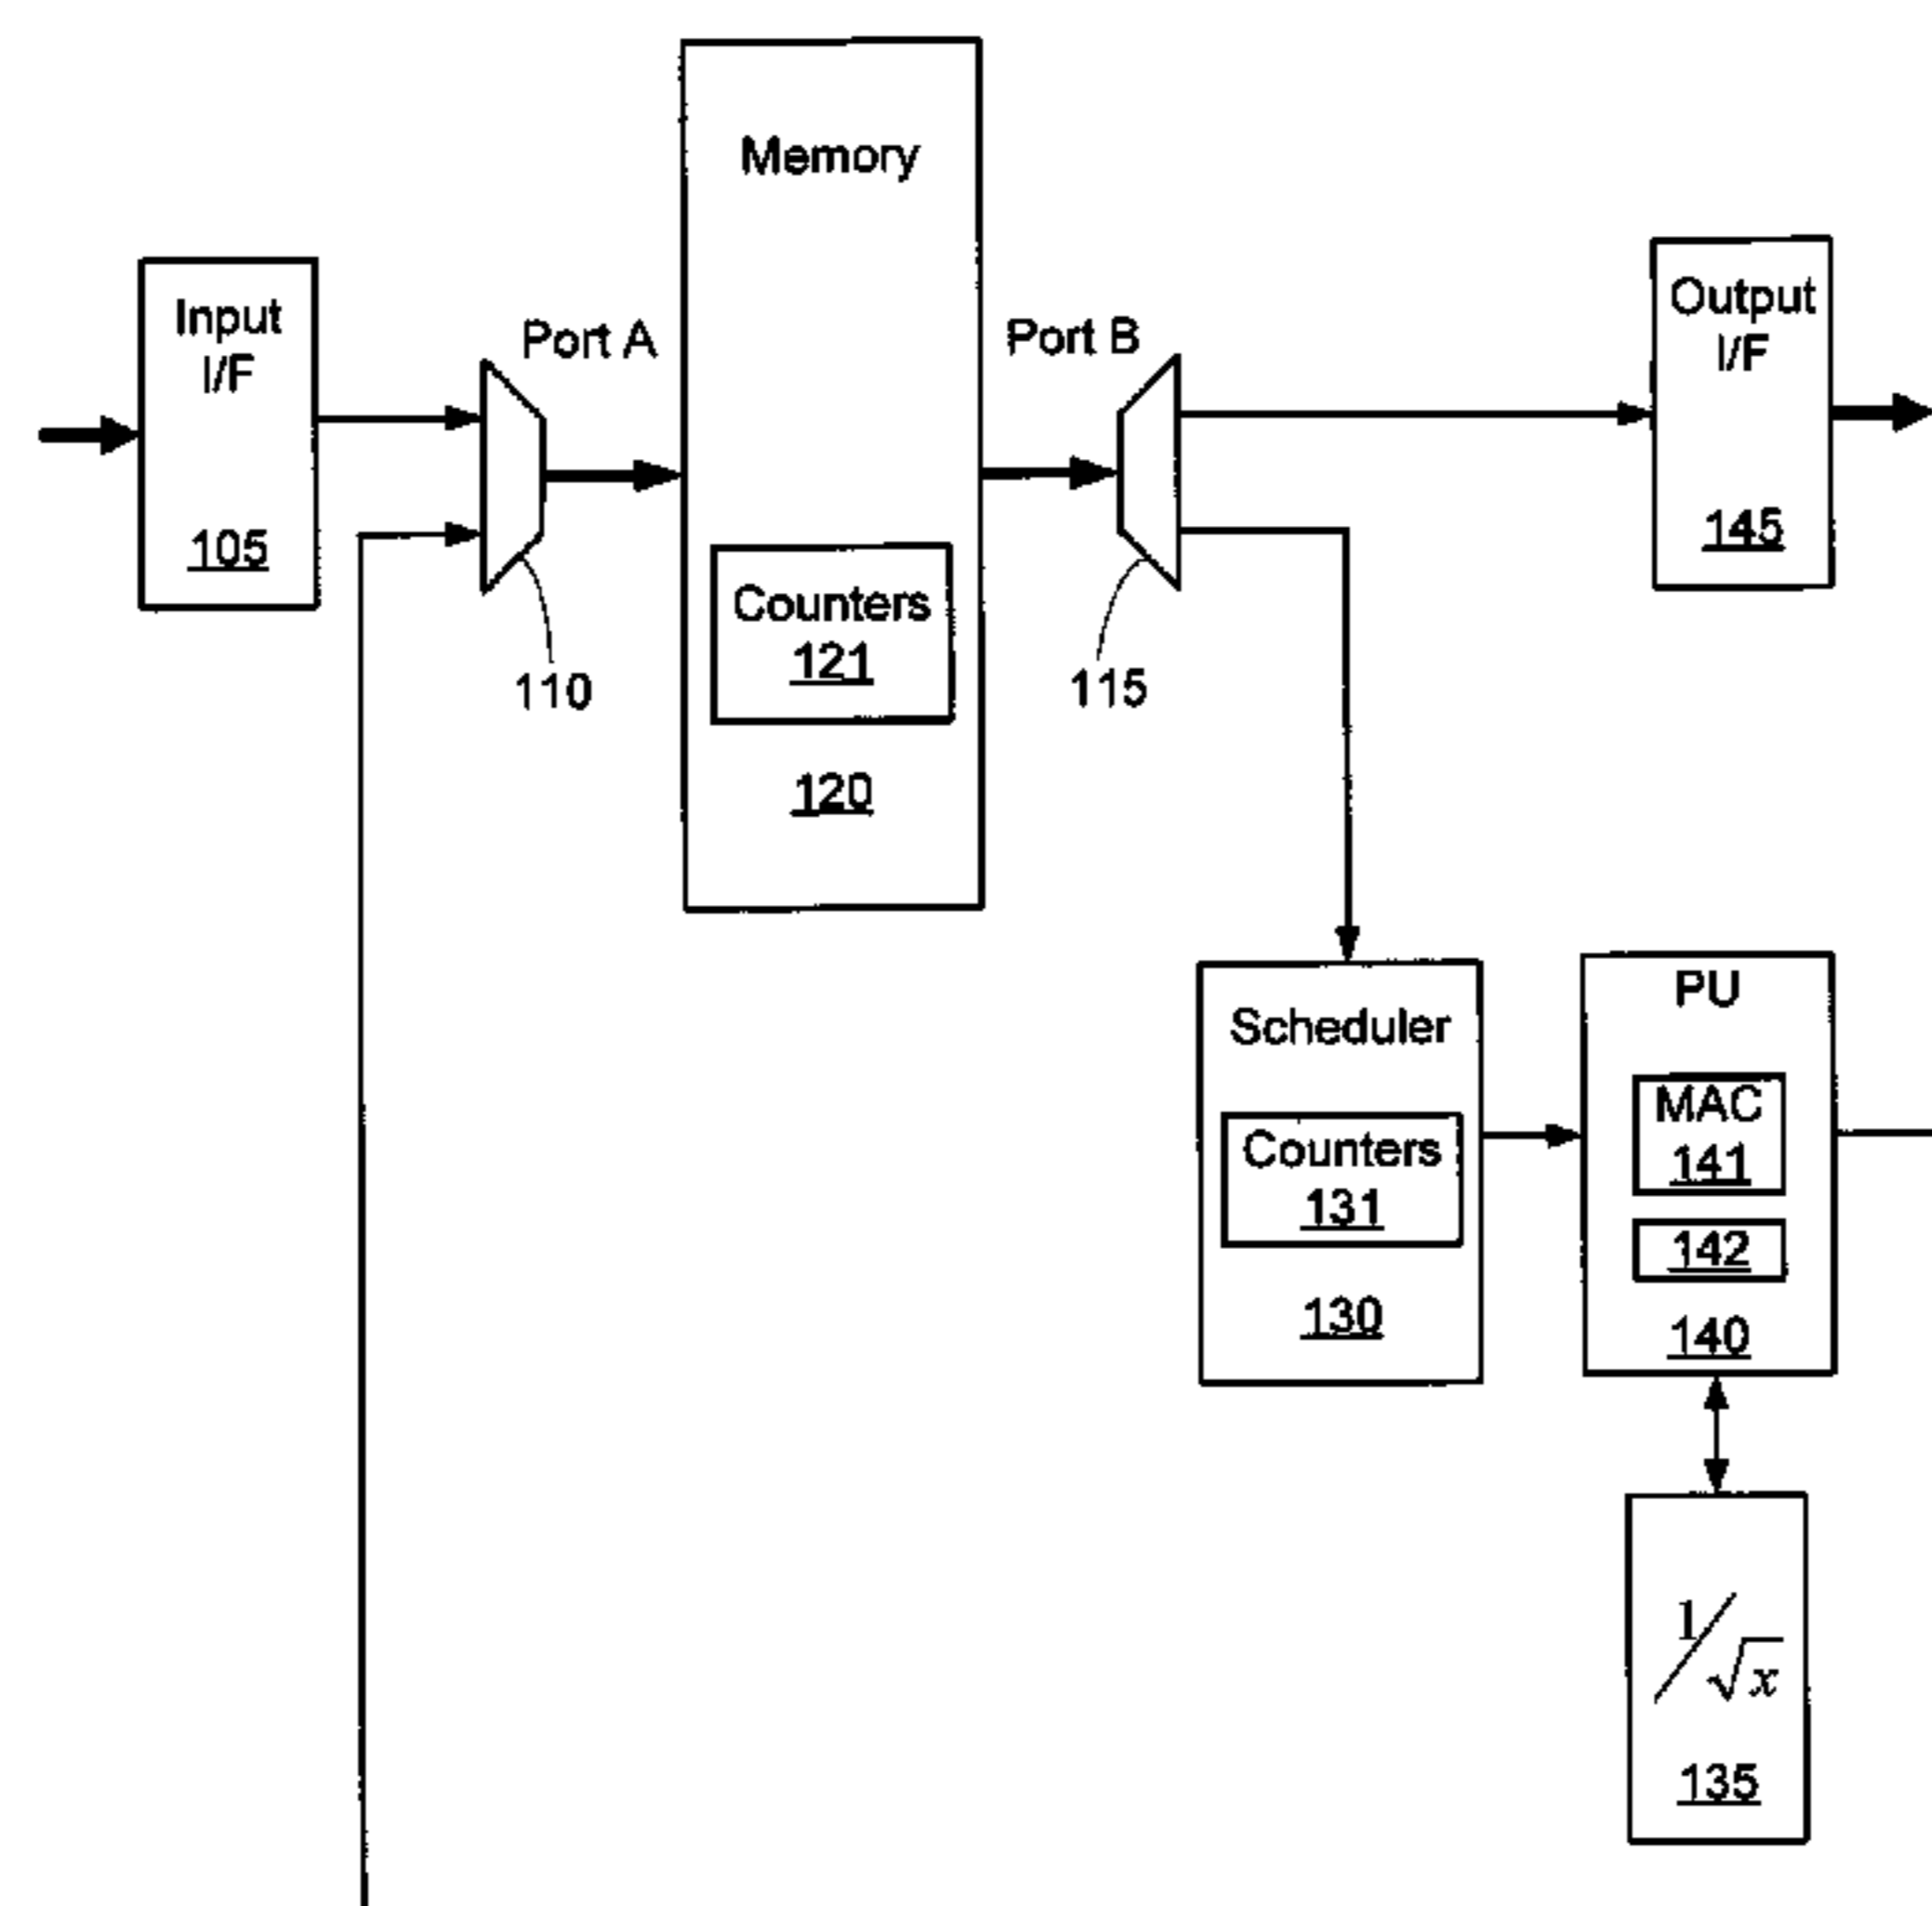 Memory
Input
I/F
105
Port A
110
Counters
121
120
Port B
115
Output
I/F
145
Scheduler
Counters
131
130
PU
MAC
141
142
140
1/√x
135